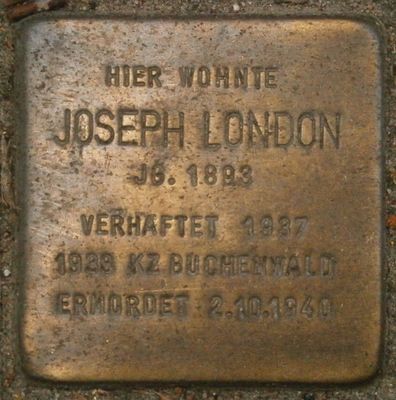 HIER WOHNTE
JOSEPH LONDON
JG. 1893
VERHAFTET 1937
1938 KZ BUCHENWALD
ERMORDET 2.10.1940